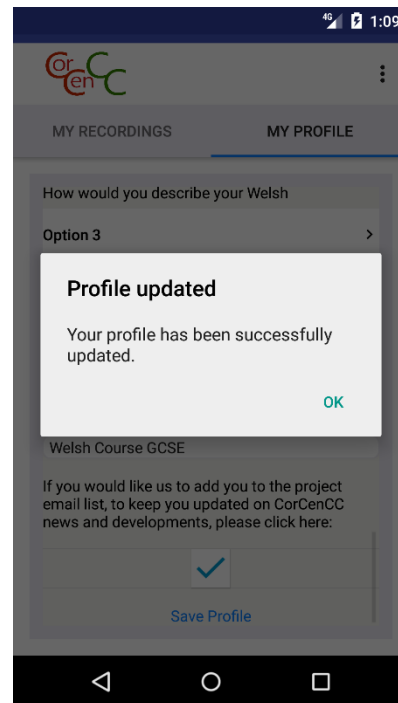 4G 1:09
CorCenCC
MY RECORDINGS MY PROFILE
How would you describe your Welsh
Option 3
Profile updated
Your profile has been successfully
updated.
OK
Welsh Course GCSE
If you would like us to add you to the project
email list, to keep you updated on CorCenCC
news and developments, please click here:
Save Profile